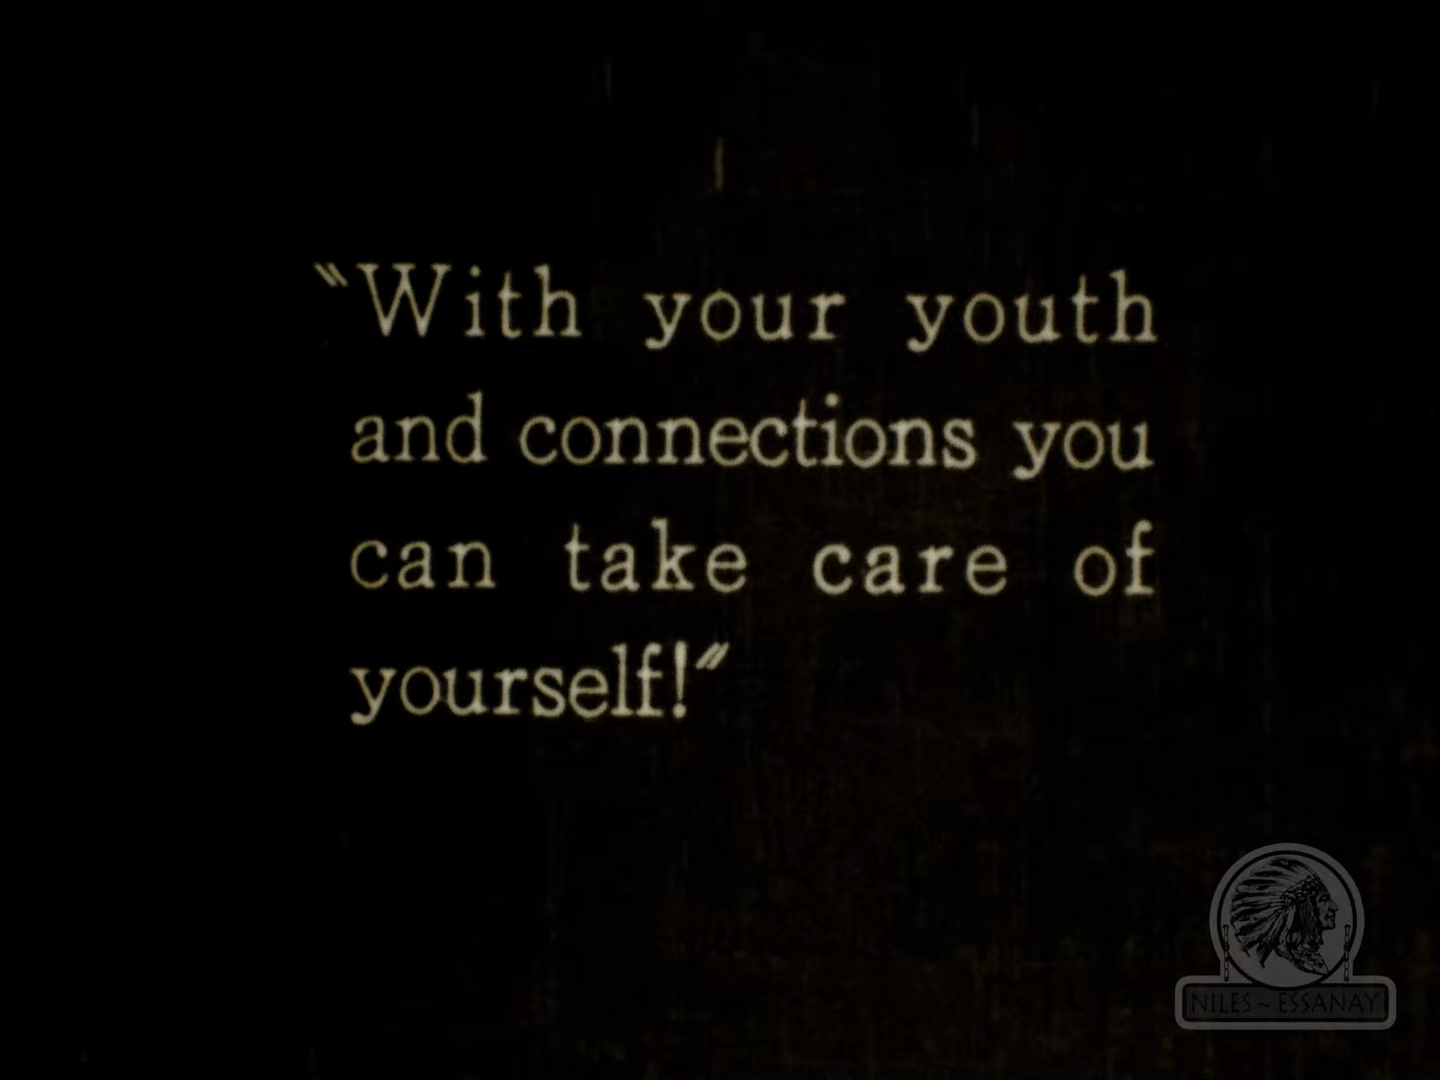 "With your youth
and connections you
can take care of
yourself!"
NILES ~ ESSANAY